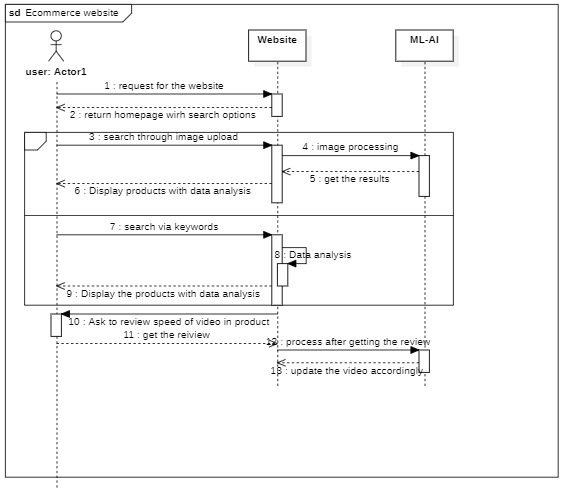 sd Ecommerce website
Website
ML-AI
user: Actor1
1 : request for the website
2 : return homepage wirh search options
3 : search through image upload
4 : image processing
5 : get the results
6 : Display products with data analysis
7 : search via keywords
8 : Data analysis
9 : Display the products with data analysis
10 : Ask to review speed of video in product
11 : get the reiview
12 : process after getting the review
13 : update the video accordingly